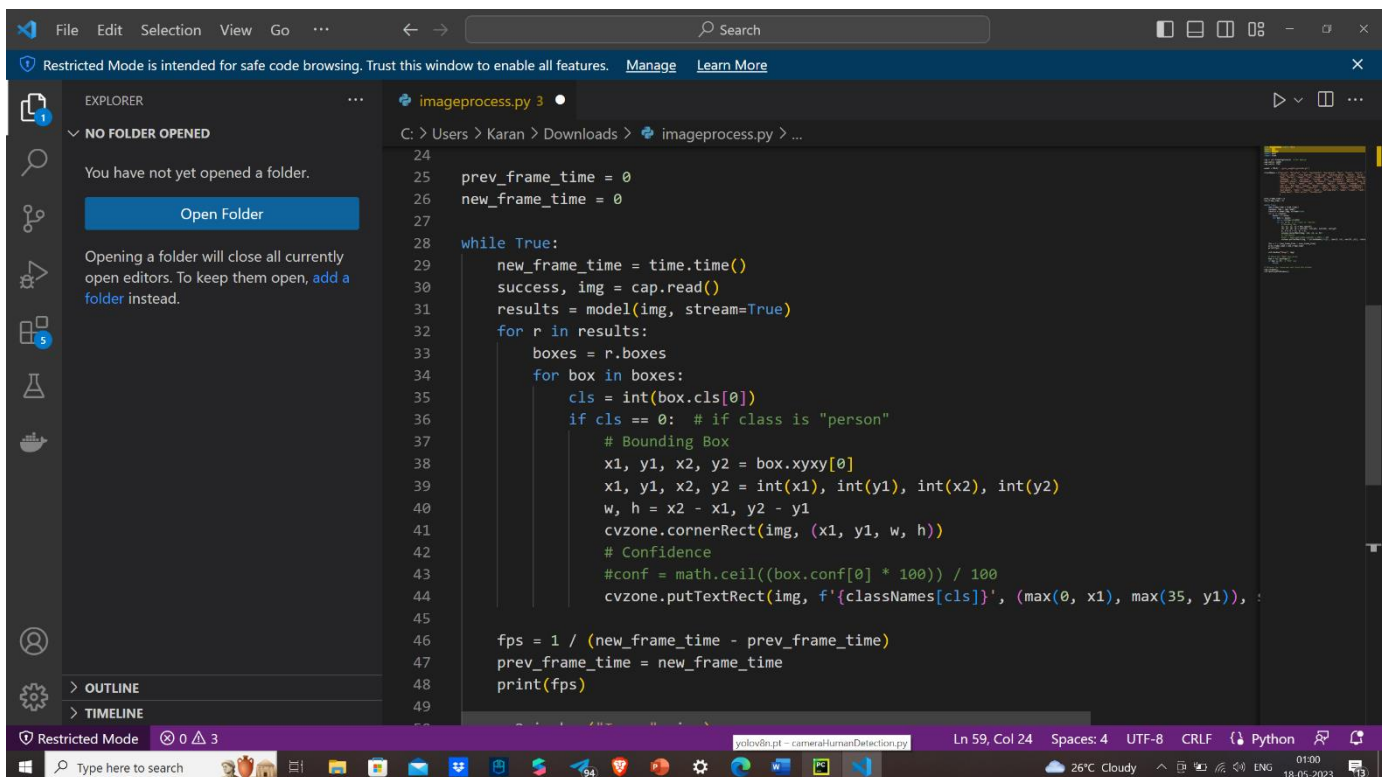 File Edit Selection View Go ··· Search
Restricted Mode is intended for safe code browsing. Trust this window to enable all features. Manage Learn More
EXPLORER
NO FOLDER OPENED
You have not yet opened a folder.
Open Folder
Opening a folder will close all currently
open editors. To keep them open, add a
folder instead.
OUTLINE
TIMELINE
1
5
imageprocess.py 3
C: > Users > Karan > Downloads > imageprocess.py > ...
24
25 prev_frame_time = 0
26 new_frame_time = 0
27
28 while True:
29 new_frame_time = time.time()
30 success, img = cap.read()
31 results = model(img, stream=True)
32 for r in results:
33 boxes = r.boxes
34 for box in boxes:
35 cls = int(box.cls[0])
36 if cls == 0: # if class is "person"
37 # Bounding Box
38 x1, y1, x2, y2 = box.xyxy[0]
39 x1, y1, x2, y2 = int(x1), int(y1), int(x2), int(y2)
40 w, h = x2 - x1, y2 - y1
41 cvzone.cornerRect(img, (x1, y1, w, h))
42 # Confidence
43 #conf = math.ceil((box.conf[0] * 100)) / 100
44 cvzone.putTextRect(img, f'{classNames[cls]}', (max(0, x1), max(35, y1)),
45
46 fps = 1 / (new_frame_time - prev_frame_time)
47 prev_frame_time = new_frame_time
48 print(fps)
49
Restricted Mode 0 3 yolov8n.pt - cameraHumanDetection.py Ln 59, Col 24 Spaces: 4 UTF-8 CRLF Python
Type here to search 94 26°C Cloudy ENG 01:00
18-05-2023 13